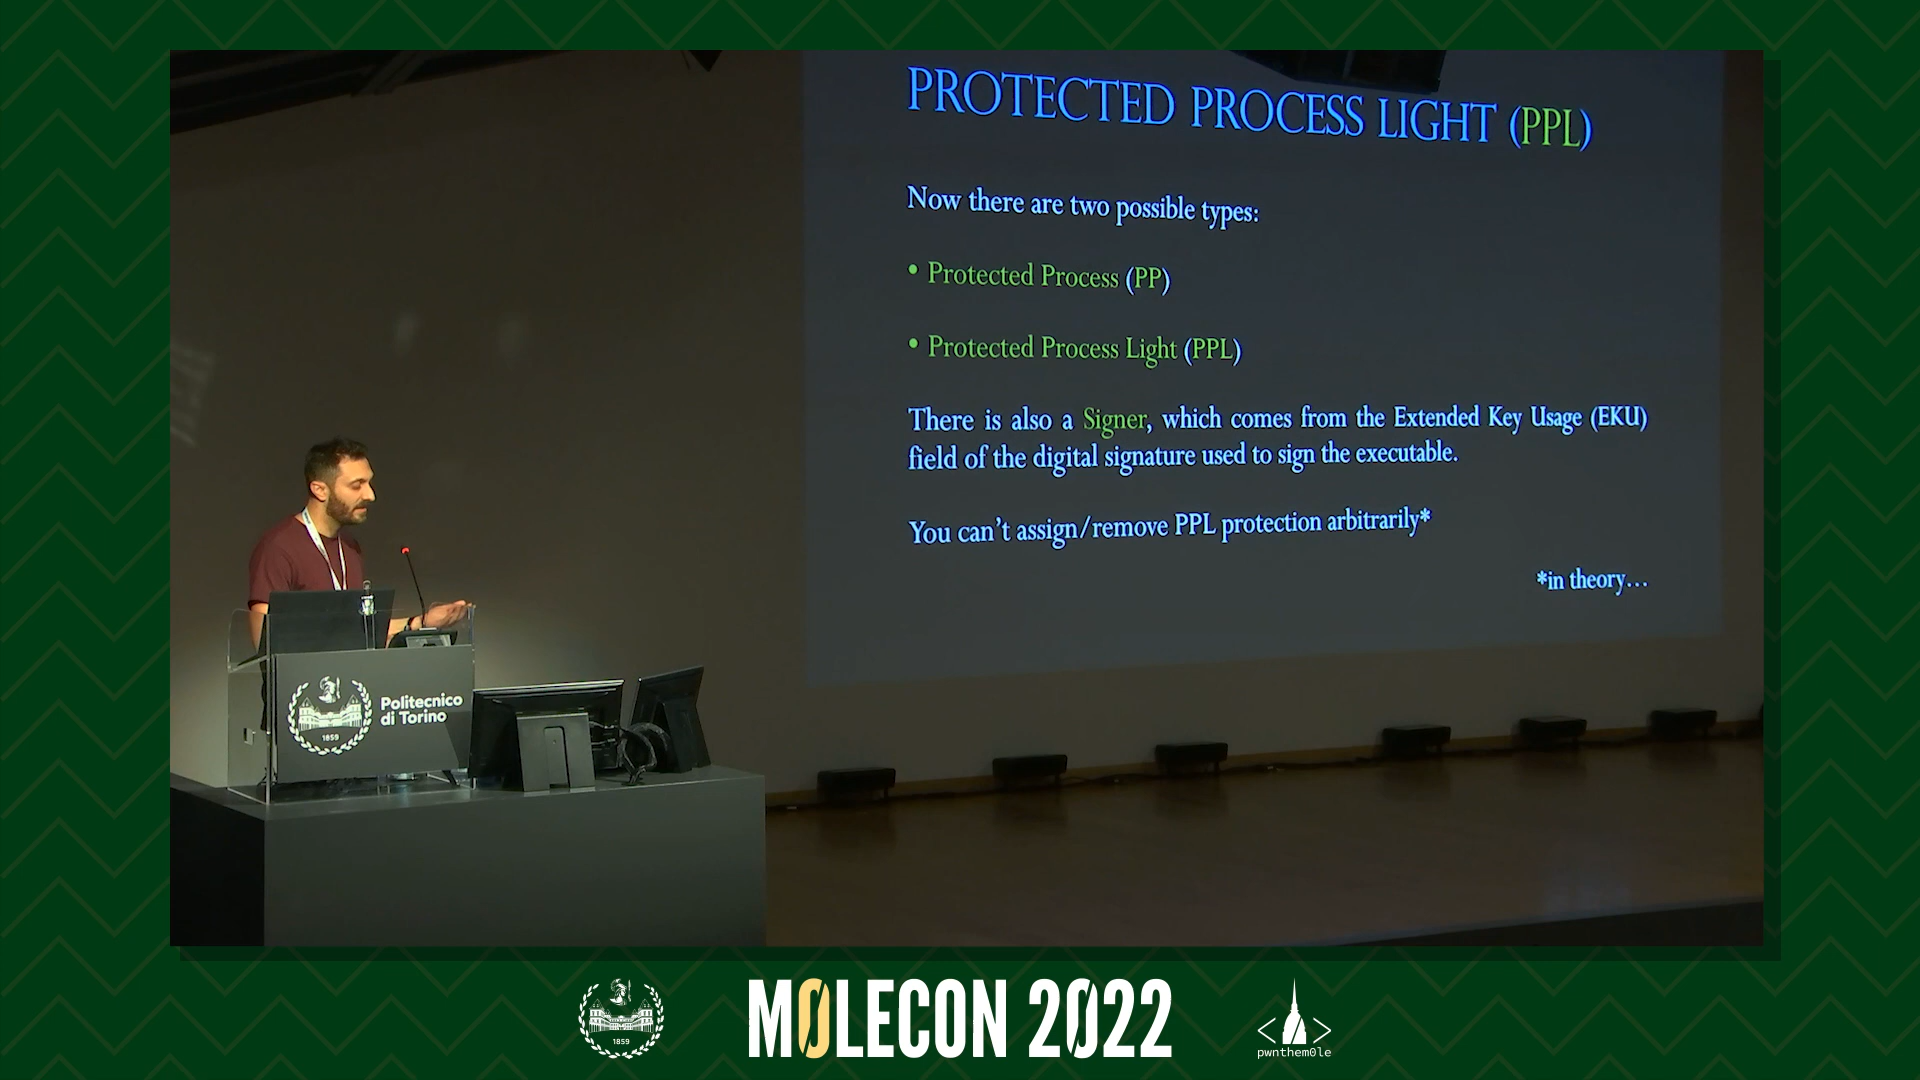 PROTECTED PROCESS LIGHT (PPL)
Now there are two possible types:
• Protected Process (PP)
• Protected Process Light (PPL)
There is also a Signer, which comes from the Extended Key Usage (EKU)
field of the digital signature used to sign the executable.
You can't assign/remove PPL protection arbitrarily*
*in theory...
Politecnico
di Torino
1859
1859
MOLECON 2022
pwnthem0le